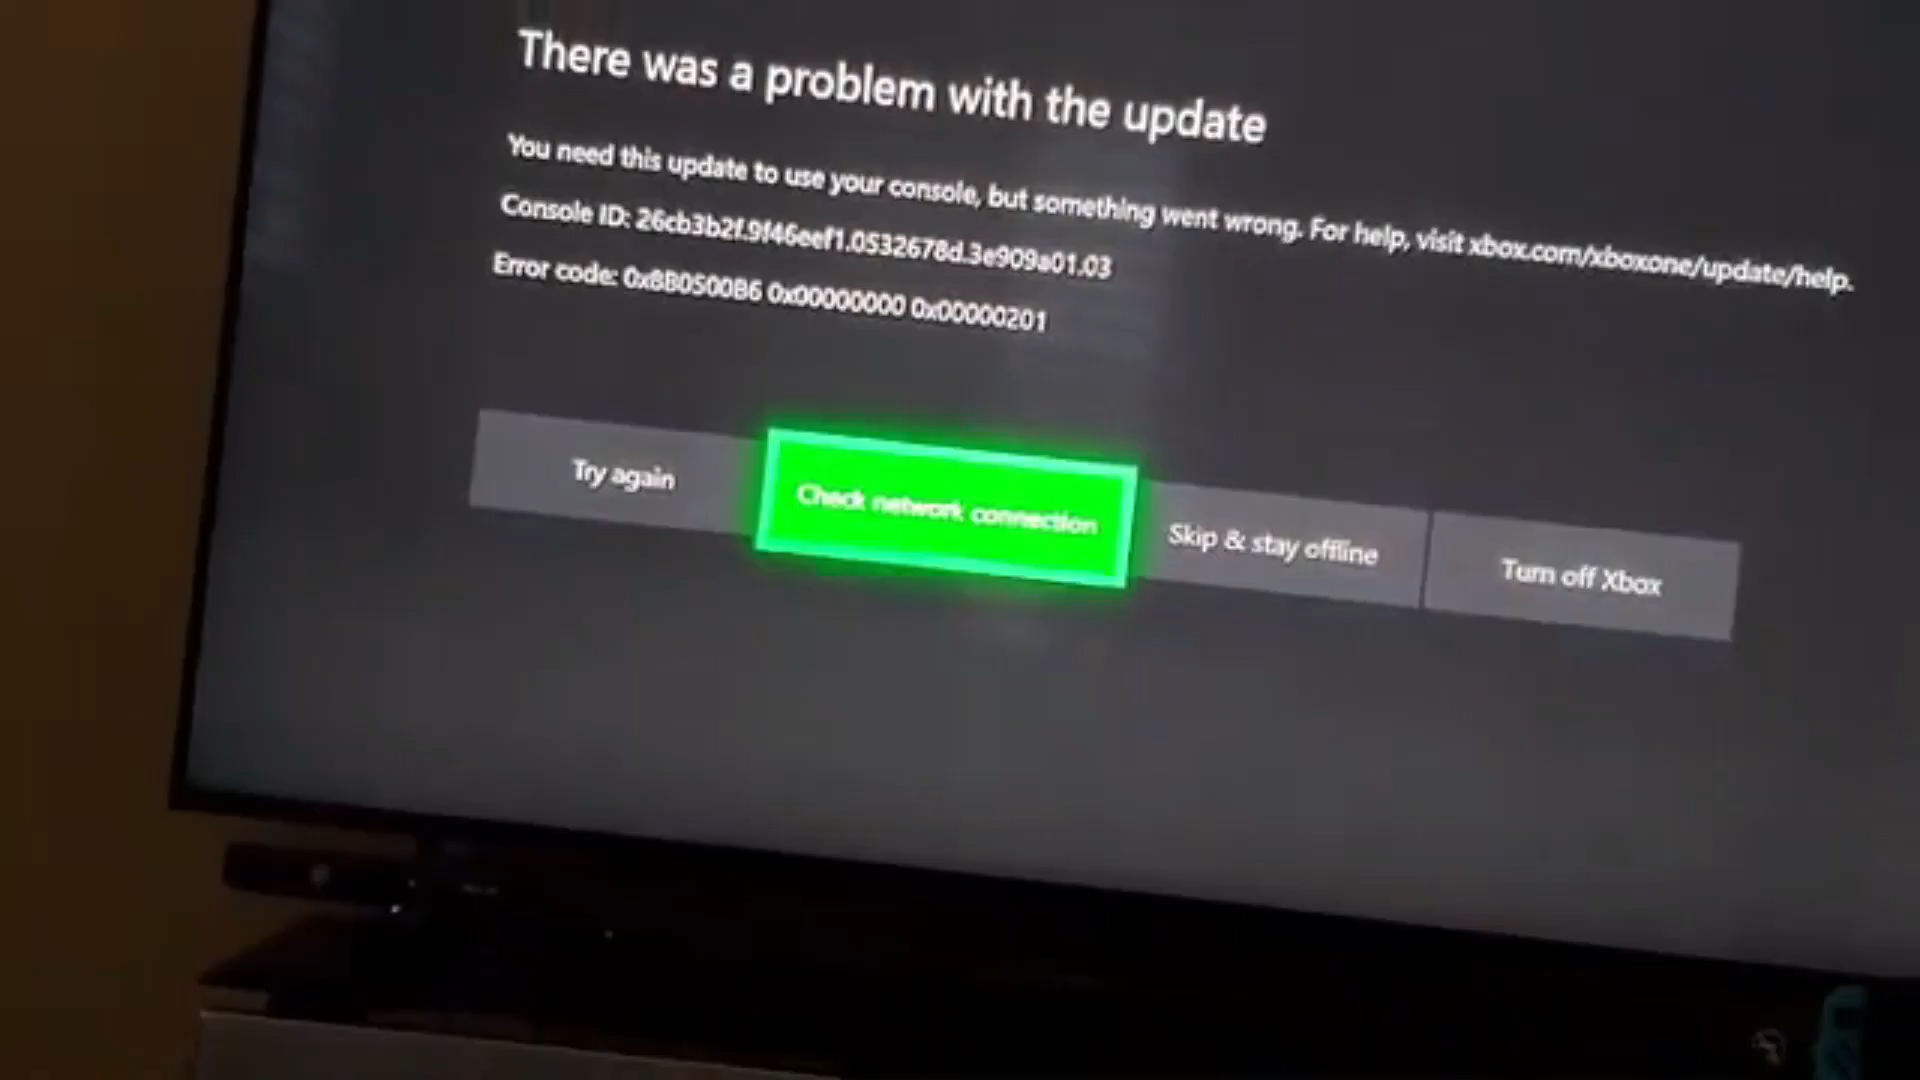 There was a problem with the update
You need this update to use your console, but something went wrong. For help, visit xbox.com/xboxone/update/help.
Console ID: 26cb3b2f.9f46eef1.0532678d.3e909a01.03
Error code: 0x8B0500B6 0x00000000 0x00000201
Try again
Check network connection
Skip & stay offline
Turn off Xbox